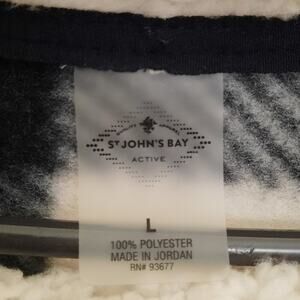 ST JOHN'S BAY
ACTIVE
L
100% POLYESTER
MADE IN JORDAN
RN# 93677